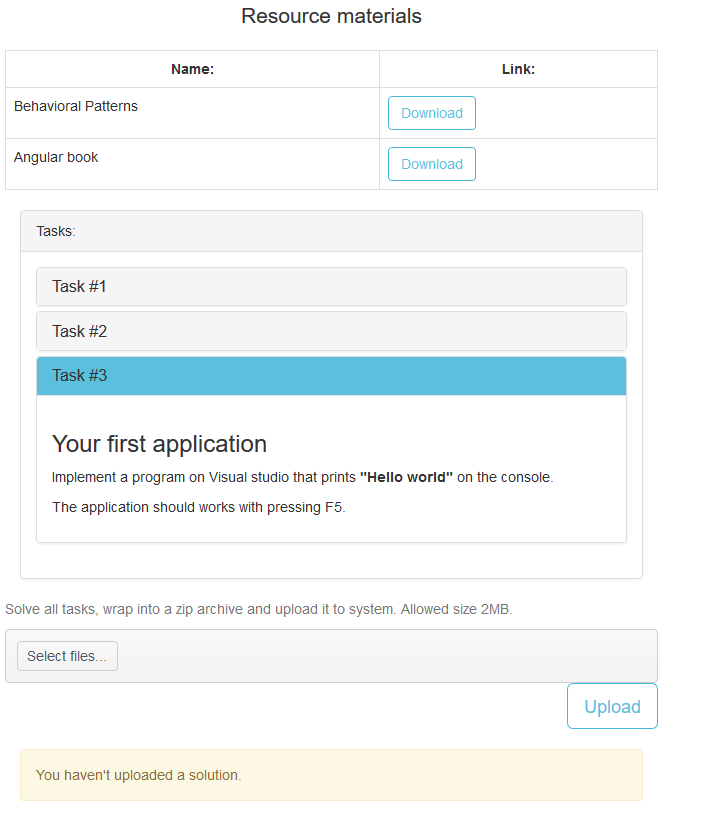 Resource materials
Name: Link:
Behavioral Patterns Download
Angular book Download
Tasks:
Task #1
Task #2
Task #3
Your first application
Implement a program on Visual studio that prints "Hello world" on the console.
The application should works with pressing F5.
Solve all tasks, wrap into a zip archive and upload it to system. Allowed size 2MB.
Select files...
Upload
You haven't uploaded a solution.